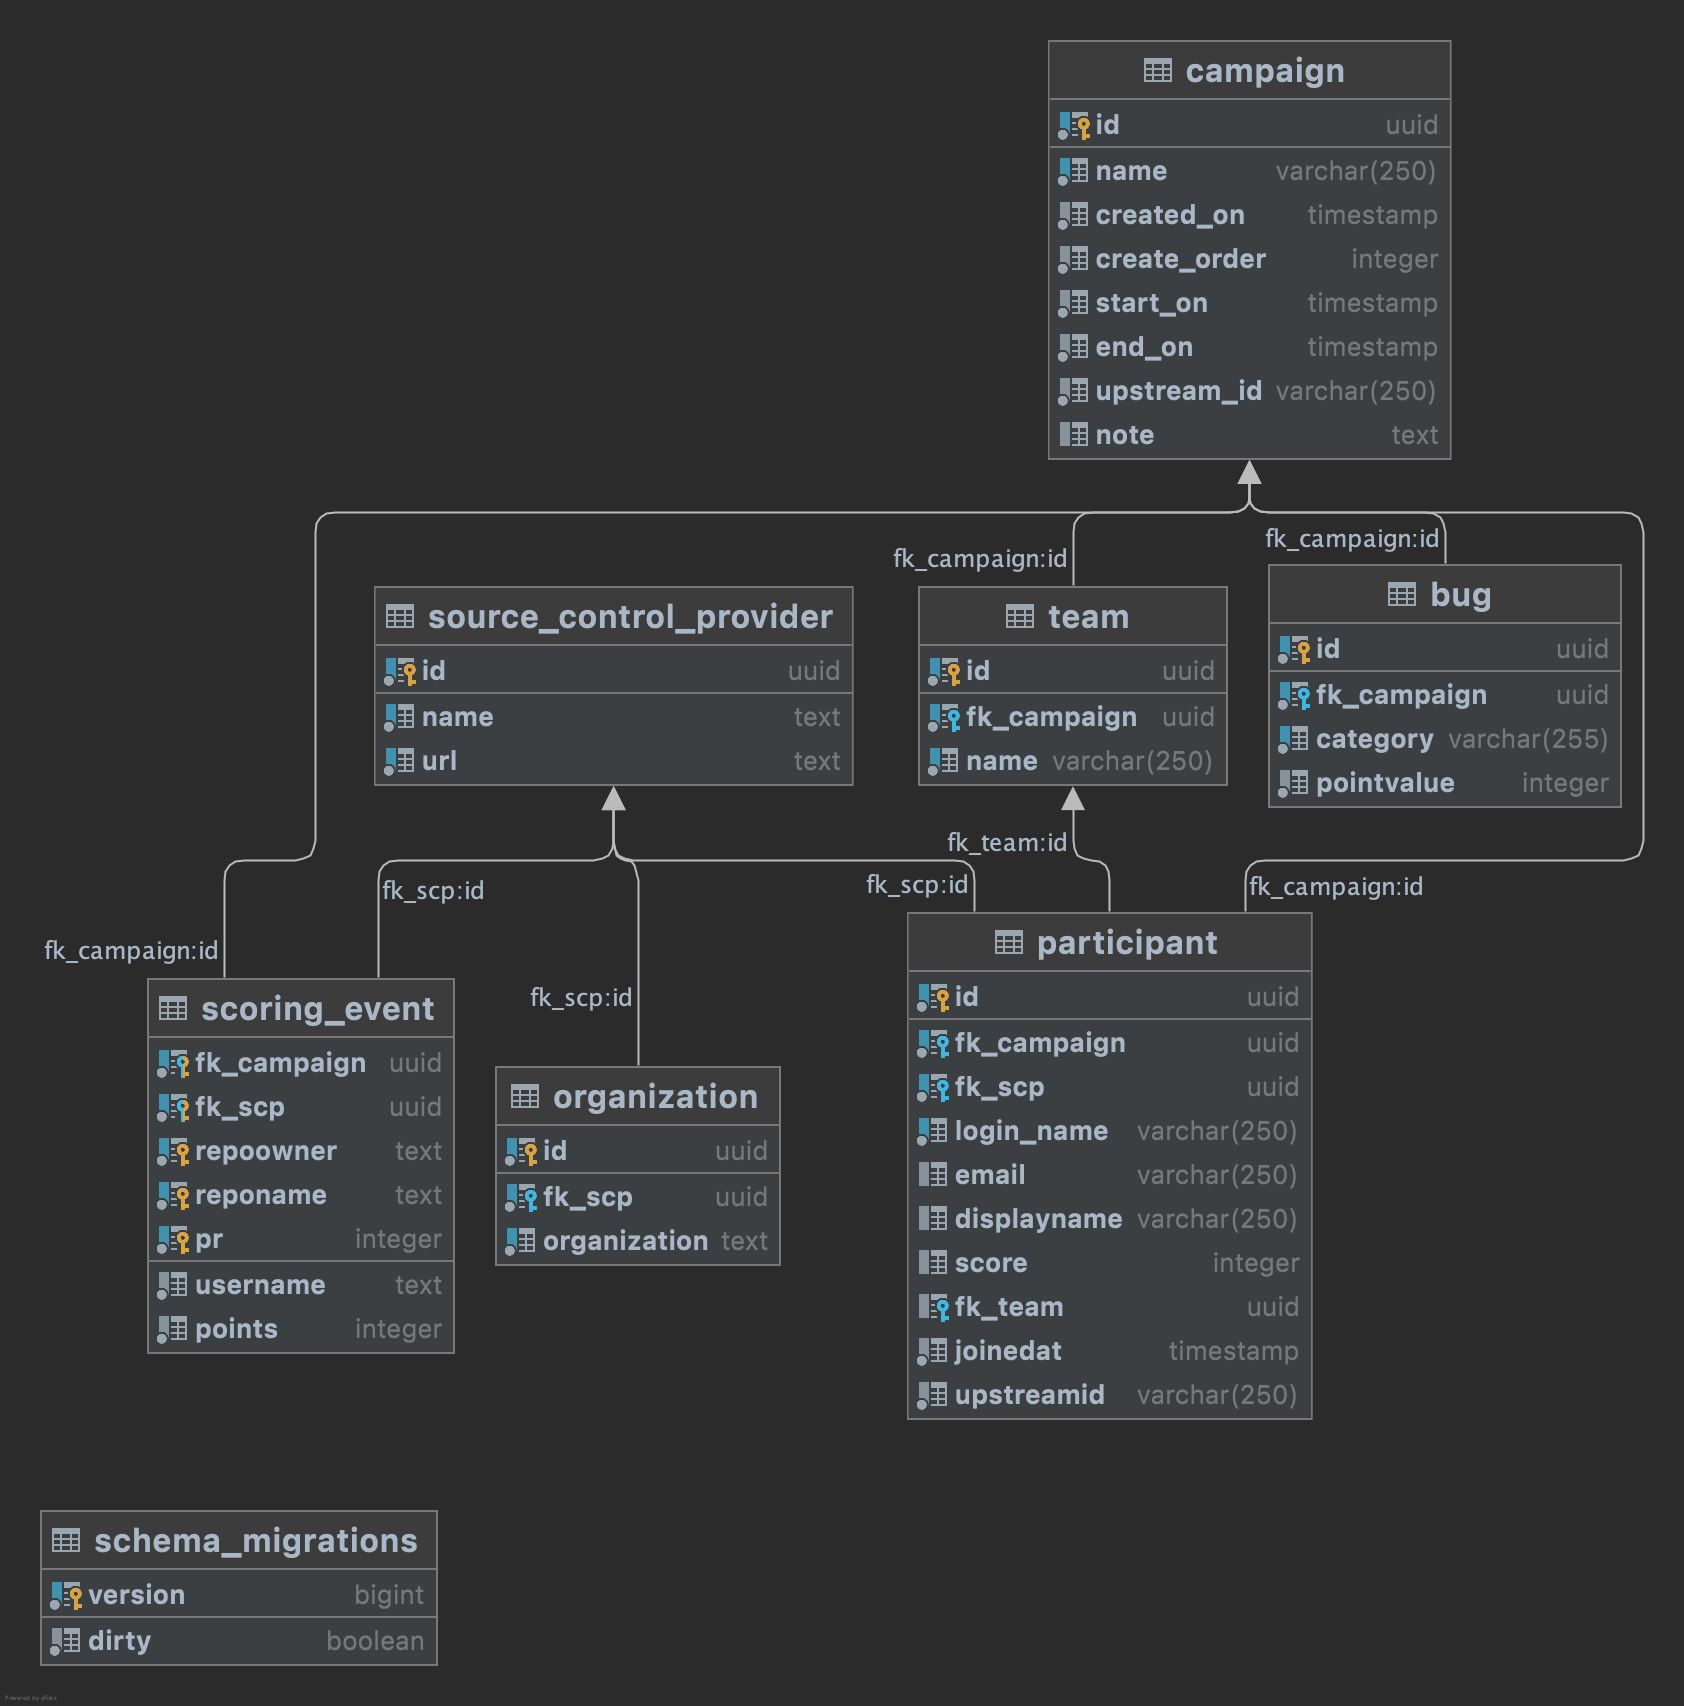 campaign
id uuid
name varchar(250)
created_on timestamp
create_order integer
start_on timestamp
end_on timestamp
upstream_id varchar(250)
note text
fk_campaign:id
fk_campaign:id
source_control_provider
id uuid
name text
url text
team
id uuid
fk_campaign uuid
name varchar(250)
bug
id uuid
fk_campaign uuid
category varchar(255)
pointvalue integer
fk_team:id
fk_scp:id
fk_scp:id
fk_campaign:id
fk_campaign:id
fk_scp:id
scoring_event
fk_campaign uuid
fk_scp uuid
repoowner text
reponame text
pr integer
username text
points integer
organization
id uuid
fk_scp uuid
organization text
participant
id uuid
fk_campaign uuid
fk_scp uuid
login_name varchar(250)
email varchar(250)
displayname varchar(250)
score integer
fk_team uuid
joinedat timestamp
upstreamid varchar(250)
schema_migrations
version bigint
dirty boolean
Powered by yFiles